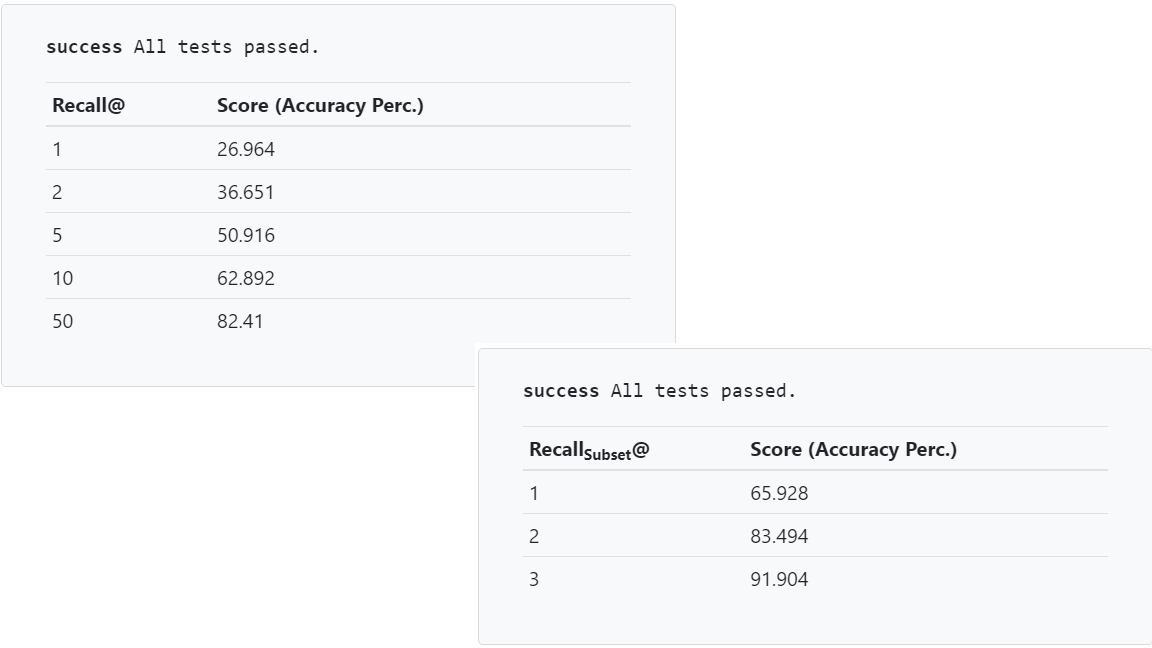 success All tests passed.
Recall@ Score (Accuracy Perc.)
1 26.964
2 36.651
5 50.916
10 62.892
50 82.41
success All tests passed.
RecallSubset@ Score (Accuracy Perc.)
1 65.928
2 83.494
3 91.904